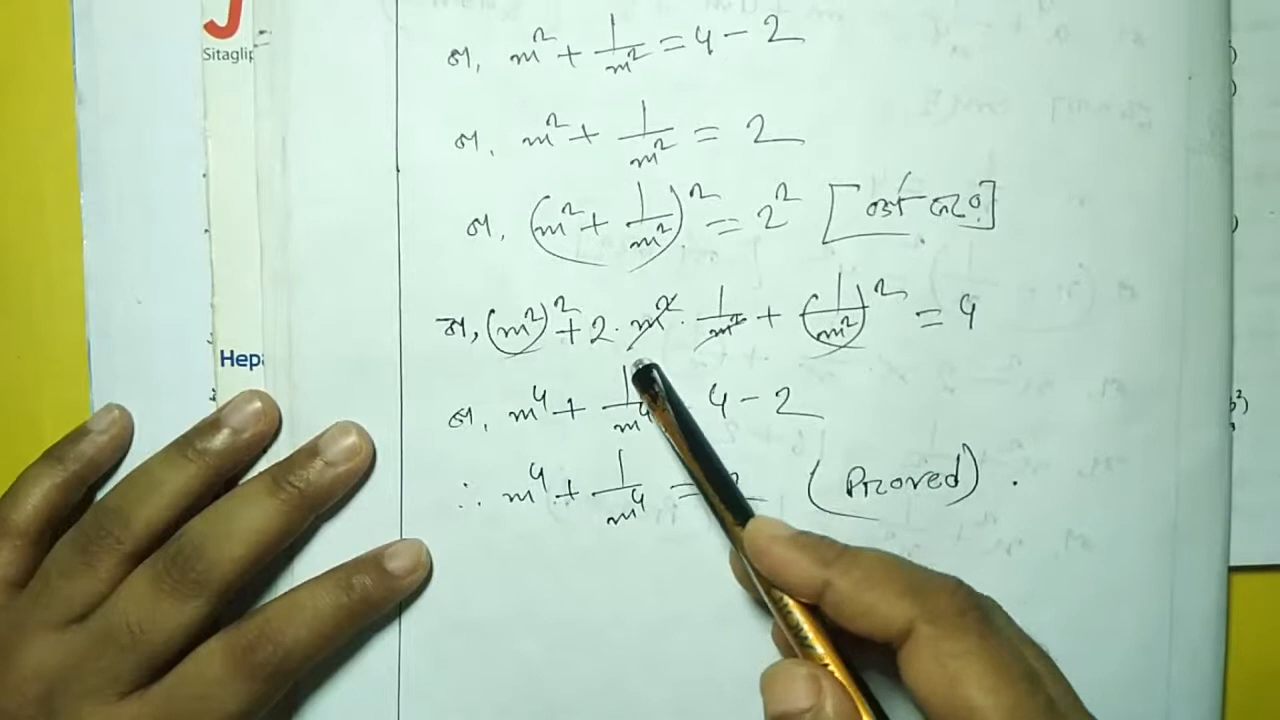 J
Sitaglip
Hepa
বা, m² + 1/m² = 4 - 2
বা, m² + 1/m² = 2
বা, (m² + 1/m²)² = 2² [বর্গ করে]
বা, (m²)² + 2 · m² · 1/m² + (1/m²)² = 4
বা, m⁴ + 1/m⁴ 4 - 2
∴ m⁴ + 1/m⁴ = 2 (Proved).